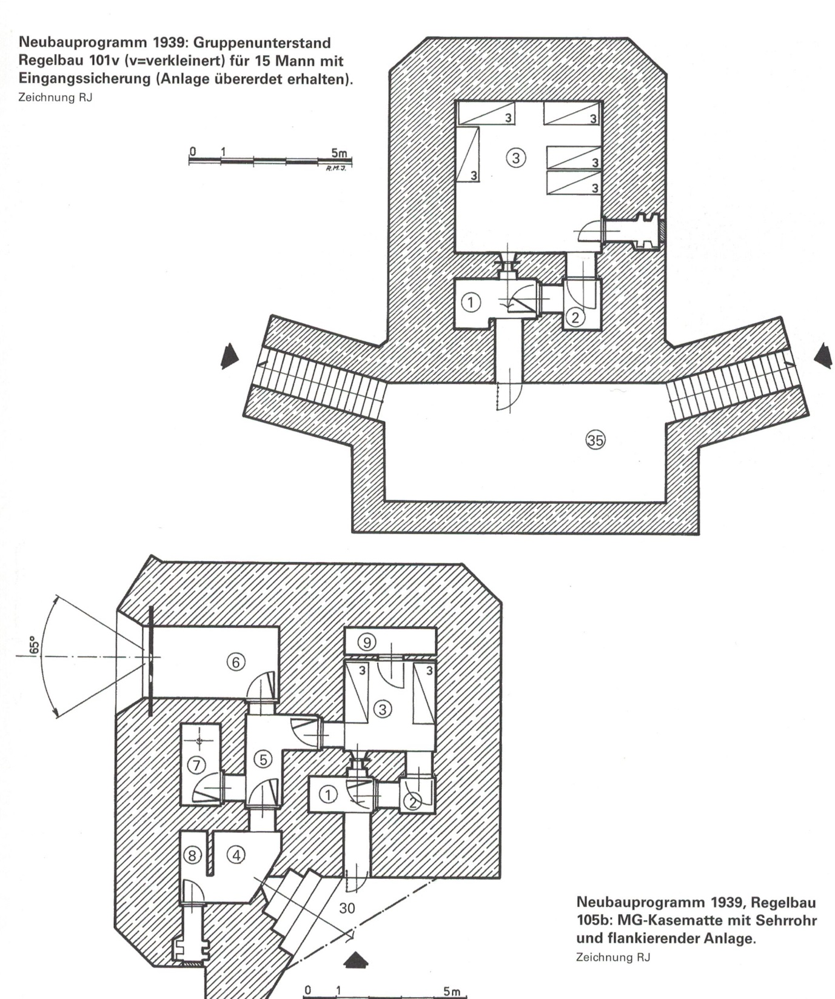 Neubauprogramm 1939: Gruppenunterstand
Regelbau 101v (v=verkleinert) für 15 Mann mit
Eingangssicherung (Anlage übererdet erhalten).
Zeichnung RJ
0 1 5m
R.M.J.
3 3
3
3
3
3
1
2
35
65°
6
9
3 3
3
7
5
1
2
8
4
30
Neubauprogramm 1939, Regelbau
105b: MG-Kasematte mit Sehrrohr
und flankierender Anlage.
Zeichnung RJ
0 1 5m